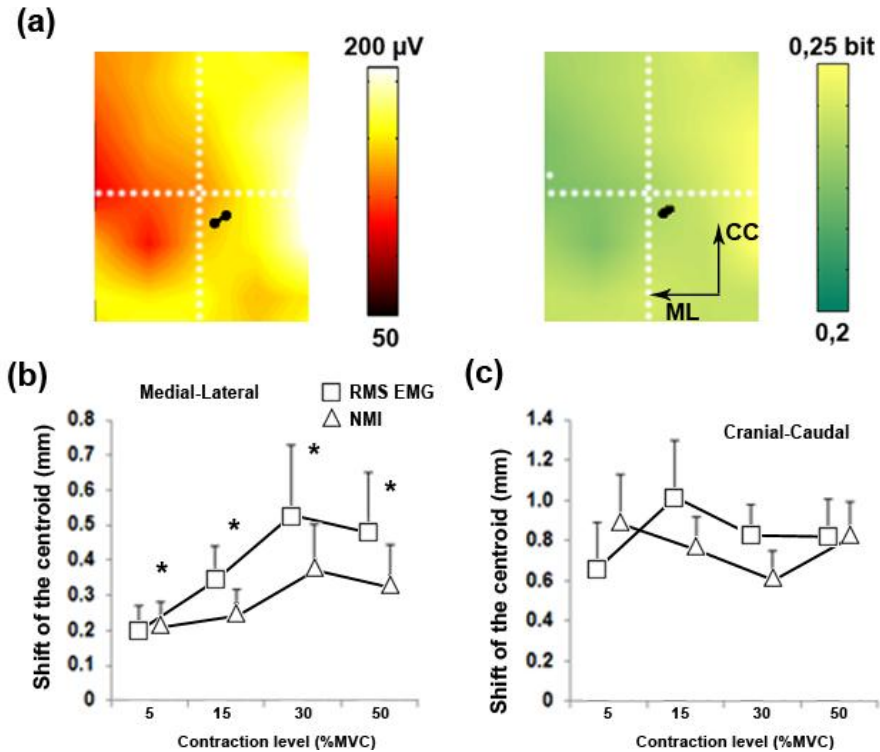 (a)
200 µV
50
0,25 bit
0,2
CC
ML
(b)
Medial-Lateral
RMS EMG
NMI
Shift of the centroid (mm)
0.8
0.7
0.6
0.5
0.4
0.3
0.2
0.1
0
* * * *
5 15 30 50
Contraction level (%MVC)
(c)
Cranial-Caudal
Shift of the centroid (mm)
1.4
1.2
1.0
0.8
0.6
0.4
0.2
0
5 15 30 50
Contraction level (%MVC)